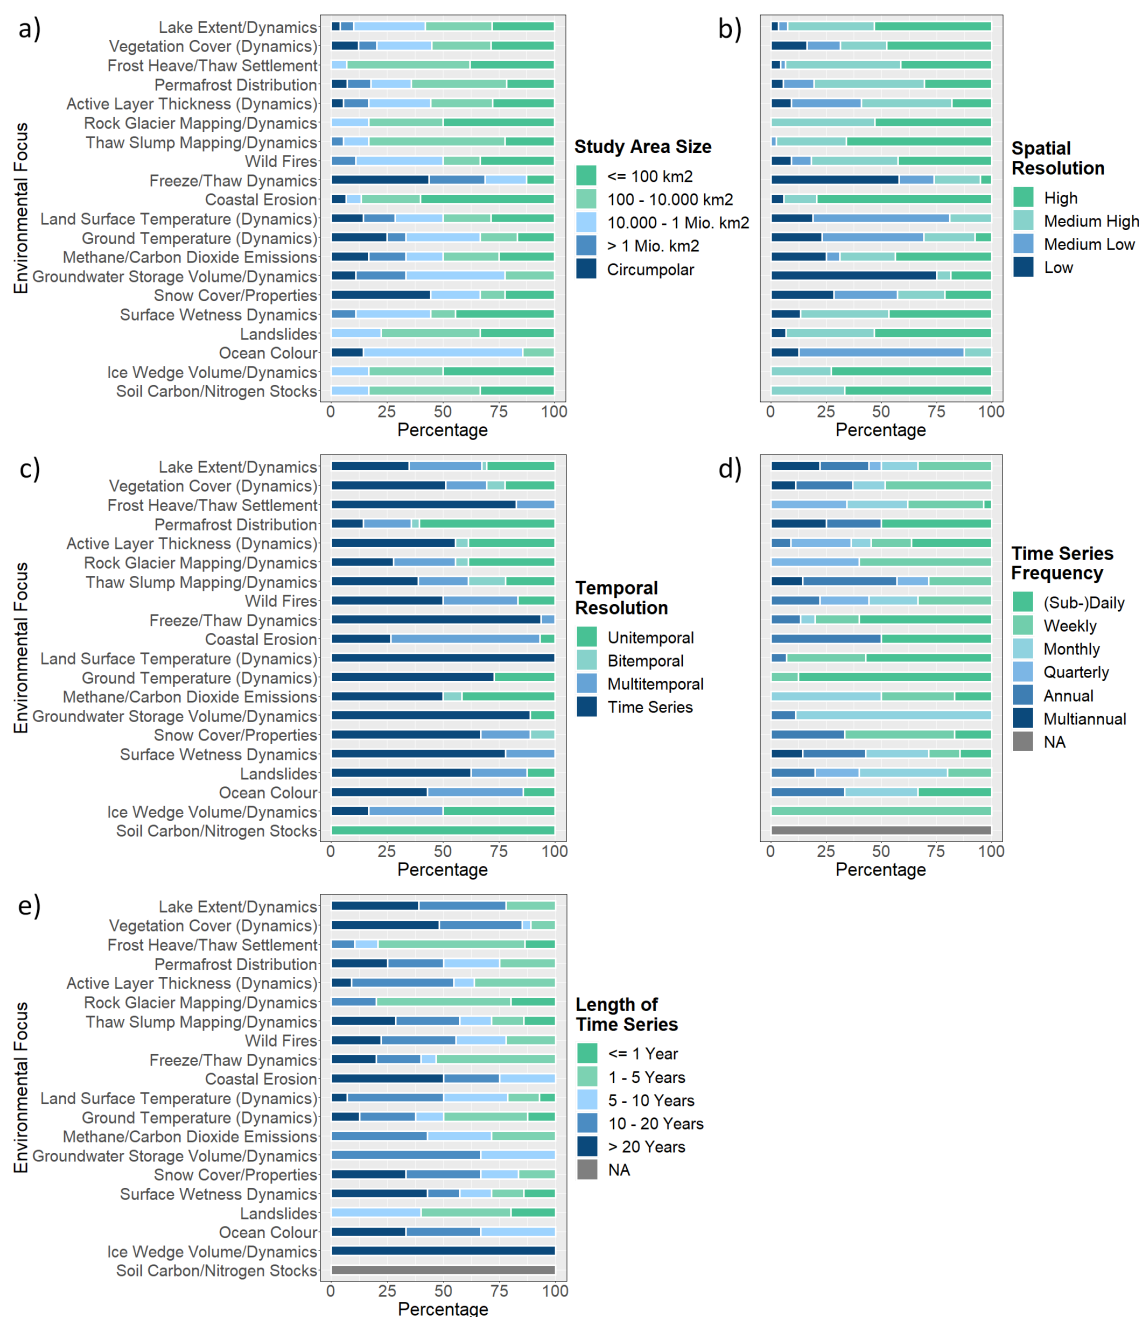 a)
Environmental Focus
Lake Extent/Dynamics
Vegetation Cover (Dynamics)
Frost Heave/Thaw Settlement
Permafrost Distribution
Active Layer Thickness (Dynamics)
Rock Glacier Mapping/Dynamics
Thaw Slump Mapping/Dynamics
Wild Fires
Freeze/Thaw Dynamics
Coastal Erosion
Land Surface Temperature (Dynamics)
Ground Temperature (Dynamics)
Methane/Carbon Dioxide Emissions
Groundwater Storage Volume/Dynamics
Snow Cover/Properties
Surface Wetness Dynamics
Landslides
Ocean Colour
Ice Wedge Volume/Dynamics
Soil Carbon/Nitrogen Stocks
0 25 50 75 100
Percentage
Study Area Size
<= 100 km2
100 - 10.000 km2
10.000 - 1 Mio. km2
> 1 Mio. km2
Circumpolar
b)
0 25 50 75 100
Percentage
Spatial
Resolution
High
Medium High
Medium Low
Low
c)
Environmental Focus
Lake Extent/Dynamics
Vegetation Cover (Dynamics)
Frost Heave/Thaw Settlement
Permafrost Distribution
Active Layer Thickness (Dynamics)
Rock Glacier Mapping/Dynamics
Thaw Slump Mapping/Dynamics
Wild Fires
Freeze/Thaw Dynamics
Coastal Erosion
Land Surface Temperature (Dynamics)
Ground Temperature (Dynamics)
Methane/Carbon Dioxide Emissions
Groundwater Storage Volume/Dynamics
Snow Cover/Properties
Surface Wetness Dynamics
Landslides
Ocean Colour
Ice Wedge Volume/Dynamics
Soil Carbon/Nitrogen Stocks
0 25 50 75 100
Percentage
Temporal
Resolution
Unitemporal
Bitemporal
Multitemporal
Time Series
d)
0 25 50 75 100
Percentage
Time Series
Frequency
(Sub-)Daily
Weekly
Monthly
Quarterly
Annual
Multiannual
NA
e)
Environmental Focus
Lake Extent/Dynamics
Vegetation Cover (Dynamics)
Frost Heave/Thaw Settlement
Permafrost Distribution
Active Layer Thickness (Dynamics)
Rock Glacier Mapping/Dynamics
Thaw Slump Mapping/Dynamics
Wild Fires
Freeze/Thaw Dynamics
Coastal Erosion
Land Surface Temperature (Dynamics)
Ground Temperature (Dynamics)
Methane/Carbon Dioxide Emissions
Groundwater Storage Volume/Dynamics
Snow Cover/Properties
Surface Wetness Dynamics
Landslides
Ocean Colour
Ice Wedge Volume/Dynamics
Soil Carbon/Nitrogen Stocks
0 25 50 75 100
Percentage
Length of
Time Series
<= 1 Year
1 - 5 Years
5 - 10 Years
10 - 20 Years
> 20 Years
NA